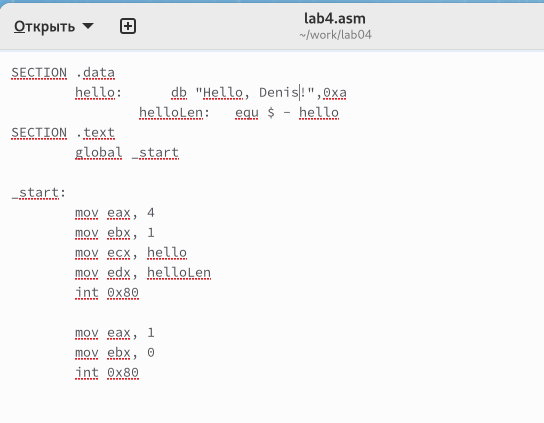 Открыть
lab4.asm
~/work/lab04
SECTION .data
hello: db "Hello, Denis!",0xa
helloLen: equ $ - hello
SECTION .text
global _start
_start:
mov eax, 4
mov ebx, 1
mov ecx, hello
mov edx, helloLen
int 0x80
mov eax, 1
mov ebx, 0
int 0x80